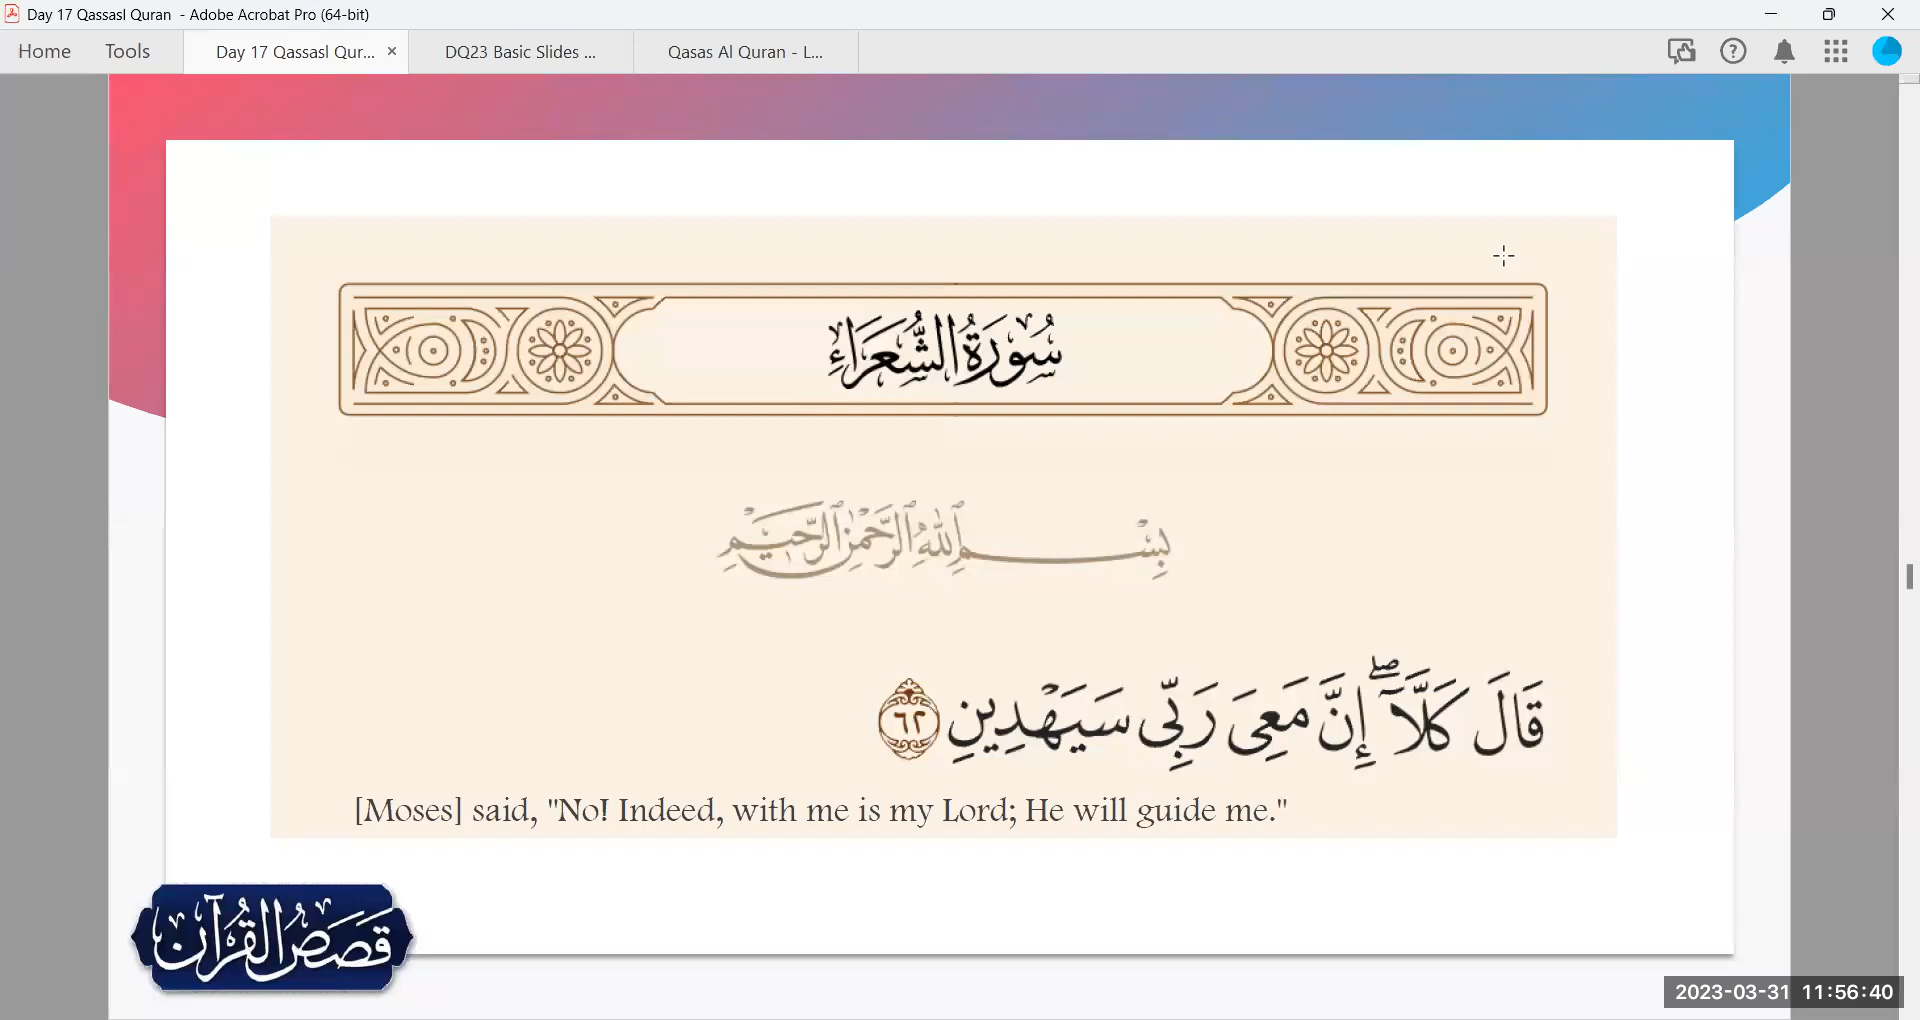 Day 17 Qassasl Quran - Adobe Acrobat Pro (64-bit)
Home Tools Day 17 Qassasl Qur... × DQ23 Basic Slides ... Qasas Al Quran - L...
سُورَةُ الشُّعَرَاءِ
بِسْمِ ٱللَّهِ ٱلرَّحْمَٰنِ ٱلرَّحِيمِ
قَالَ كَلَّآ ۖ إِنَّ مَعِىَ رَبِّى سَيَهْدِينِ ٦٢
[Moses] said, "No! Indeed, with me is my Lord; He will guide me."
قَصَصُ القُرآن
2023-03-31 11:56:40